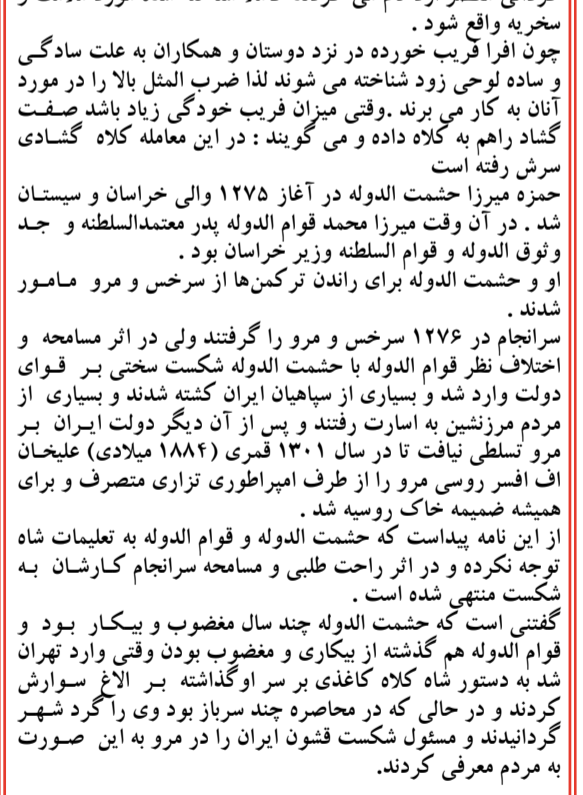 سخریه واقع شود .
چون افرا فریب خورده در نزد دوستان و همکاران به علت سادگی
و ساده لوحی زود شناخته می شوند لذا ضرب المثل بالا را در مورد
آنان به کار می برند .وقتی میزان فریب خودگی زیاد باشد صفت
گشاد راهم به کلاه داده و می گویند : در این معامله کلاه گشادی
سرش رفته است
حمزه میرزا حشمت الدوله در آغاز ۱۲۷۵ والی خراسان و سیستان
شد . در آن وقت میرزا محمد قوام الدوله پدر معتمدالسلطنه و جد
وثوق الدوله و قوام السلطنه وزیر خراسان بود .
او و حشمت الدوله برای راندن ترکمن‌ها از سرخس و مرو مامور
شدند .
سرانجام در ۱۲۷۶ سرخس و مرو را گرفتند ولی در اثر مسامحه و
اختلاف نظر قوام الدوله با حشمت الدوله شکست سختی بر قوای
دولت وارد شد و بسیاری از سپاهیان ایران کشته شدند و بسیاری از
مردم مرزنشین به اسارت رفتند و پس از آن دیگر دولت ایران بر
مرو تسلطی نیافت تا در سال ۱۳۰۱ قمری (۱۸۸۴ میلادی) علیخان
اف افسر روسی مرو را از طرف امپراطوری تزاری متصرف و برای
همیشه ضمیمه خاک روسیه شد .
از این نامه پیداست که حشمت الدوله و قوام الدوله به تعلیمات شاه
توجه نکرده و در اثر راحت طلبی و مسامحه سرانجام کارشان به
شکست منتهی شده است .
گفتنی است که حشمت الدوله چند سال مغضوب و بیکار بود و
قوام الدوله هم گذشته از بیکاری و مغضوب بودن وقتی وارد تهران
شد به دستور شاه کلاه کاغذی بر سر اوگذاشته بر الاغ سوارش
کردند و در حالی که در محاصره چند سرباز بود وی را گرد شهر
گردانیدند و مسئول شکست قشون ایران را در مرو به این صورت
به مردم معرفی کردند.